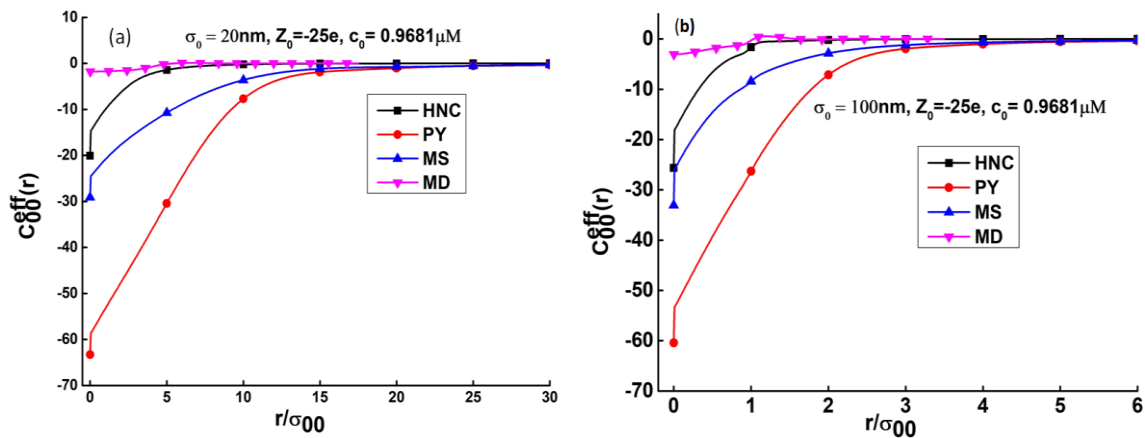 (a)
σ₀ = 20nm, Z₀=-25e, c₀= 0.9681μM
10
0
-10
-20
-30
-40
-50
-60
-70
C₀₀ᵉᶠᶠ(r)
HNC
PY
MS
MD
0 5 10 15 20 25 30
r/σ₀₀
(b)
σ₀ = 100nm, Z₀=-25e, c₀= 0.9681μM
0
-10
-20
-30
-40
-50
-60
-70
C₀₀ᵉᶠᶠ(r)
HNC
PY
MS
MD
0 1 2 3 4 5 6
r/σ₀₀